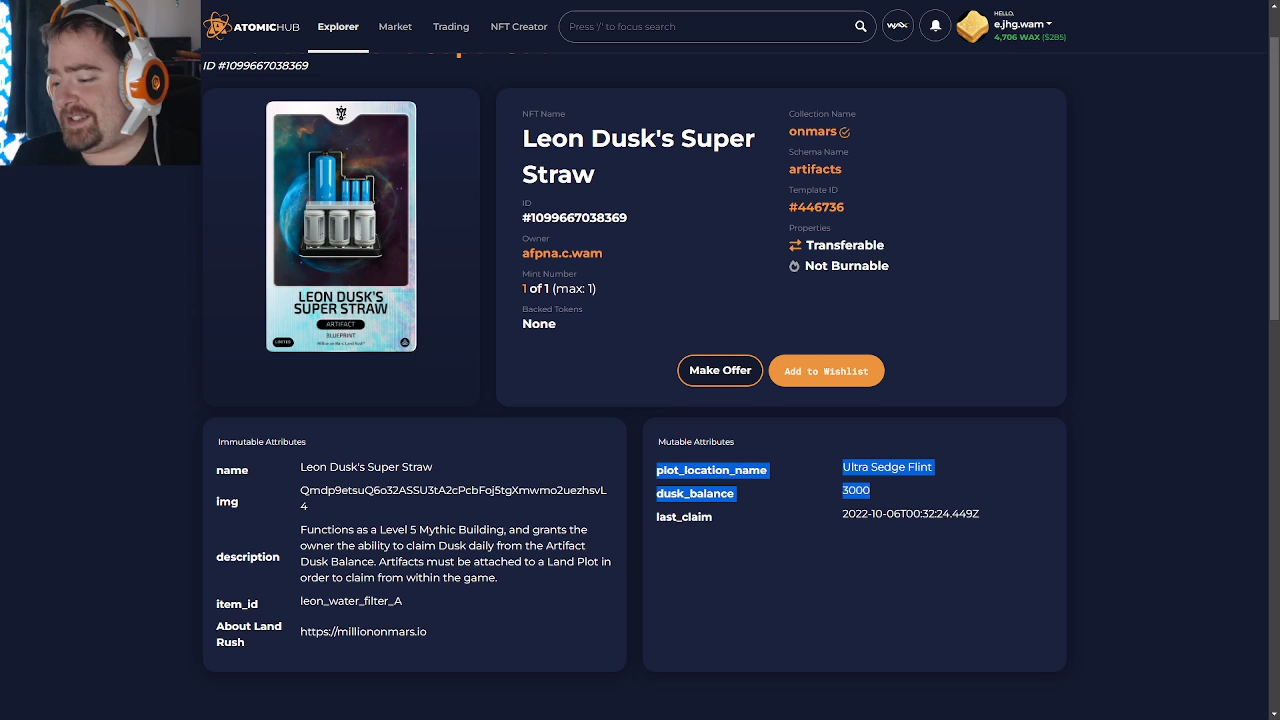 ATOMICHUB
Explorer
Market
Trading
NFT Creator
Press '/' to focus search
WAX
HELLO,
e.jhg.wam
4,706 WAX ($285)
ID #1099667038369
LEON DUSK'S
SUPER STRAW
ARTIFACT
BLUEPRINT
LIMITED
NFT Name
Leon Dusk's Super
Straw
ID
#1099667038369
Owner
afpna.c.wam
Mint Number
1 of 1 (max: 1)
Backed Tokens
None
Collection Name
onmars
Schema Name
artifacts
Template ID
#446736
Properties
Transferable
Not Burnable
Make Offer
Add to Wishlist
Immutable Attributes
name
Leon Dusk's Super Straw
img
Qmdp9etsuQ6o32ASSU3tA2cPcbFoj5tgXmwmo2uezhsvL
4
description
Functions as a Level 5 Mythic Building, and grants the
owner the ability to claim Dusk daily from the Artifact
Dusk Balance. Artifacts must be attached to a Land Plot in
order to claim from within the game.
item_id
leon_water_filter_A
About Land
Rush
https://milliononmars.io
Mutable Attributes
plot_location_name
Ultra Sedge Flint
dusk_balance
3000
last_claim
2022-10-06T00:32:24.449Z